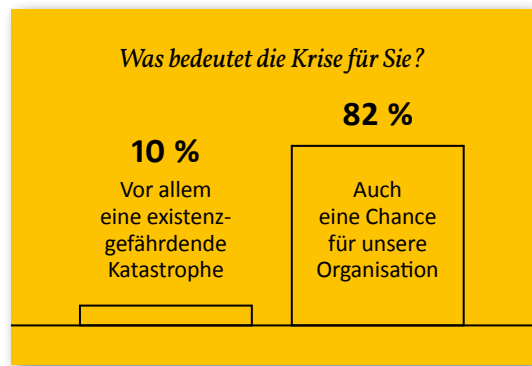 Was bedeutet die Krise für Sie?
10 %
Vor allem
eine existenz-
gefährdende
Katastrophe
82 %
Auch
eine Chance
für unsere
Organisation